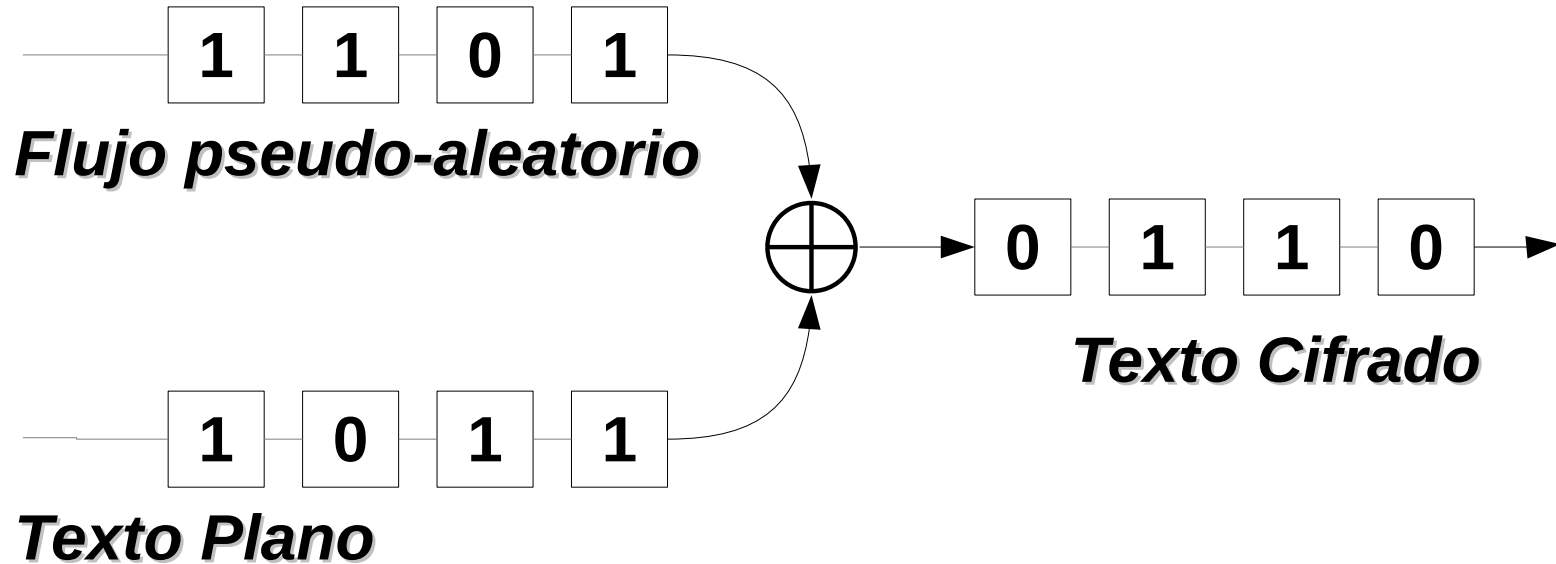 1 1 0 1
Flujo pseudo-aleatorio
0 1 1 0
Texto Cifrado
1 0 1 1
Texto Plano